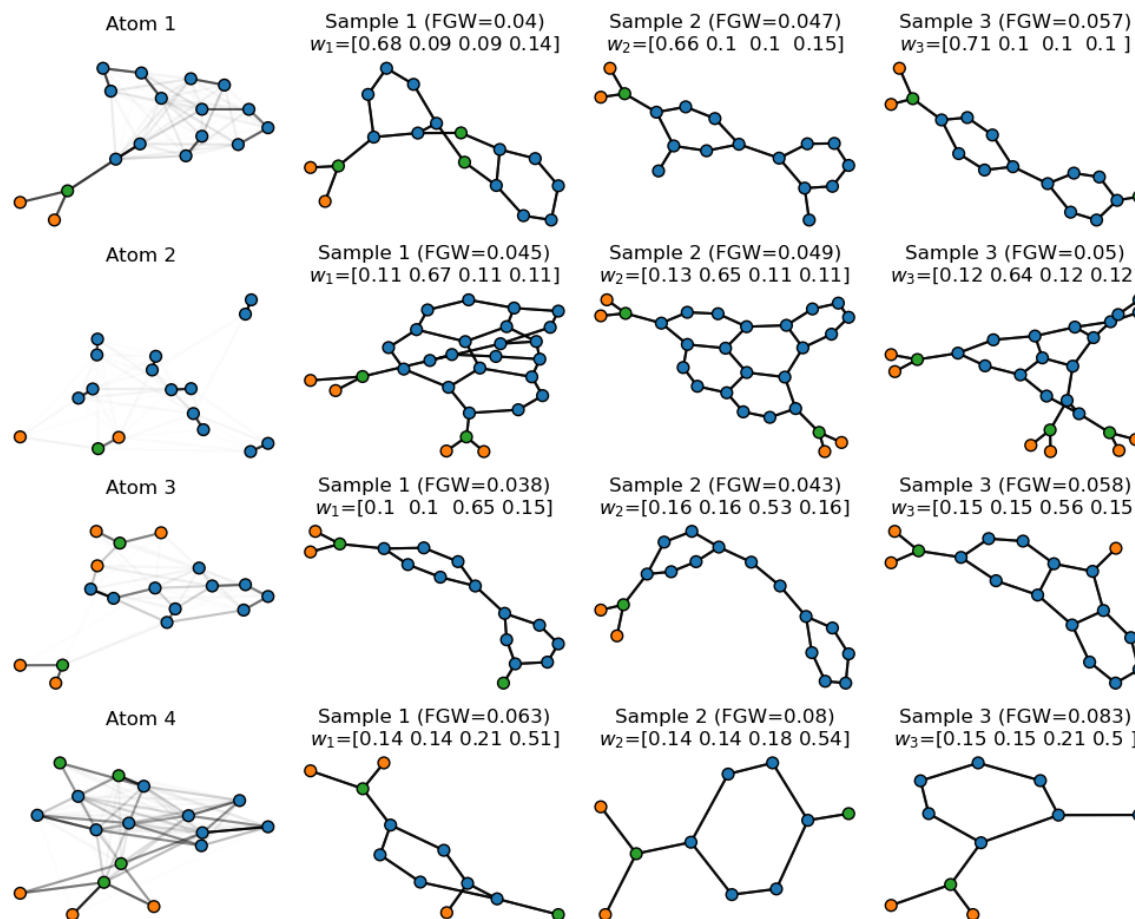 Atom 1
Sample 1 (FGW=0.04)
w₁=[0.68 0.09 0.09 0.14]
Sample 2 (FGW=0.047)
w₂=[0.66 0.1 0.1 0.15]
Sample 3 (FGW=0.057)
w₃=[0.71 0.1 0.1 0.1 ]
Atom 2
Sample 1 (FGW=0.045)
w₁=[0.11 0.67 0.11 0.11]
Sample 2 (FGW=0.049)
w₂=[0.13 0.65 0.11 0.11]
Sample 3 (FGW=0.05)
w₃=[0.12 0.64 0.12 0.12
Atom 3
Sample 1 (FGW=0.038)
w₁=[0.1 0.1 0.65 0.15]
Sample 2 (FGW=0.043)
w₂=[0.16 0.16 0.53 0.16]
Sample 3 (FGW=0.058)
w₃=[0.15 0.15 0.56 0.15
Atom 4
Sample 1 (FGW=0.063)
w₁=[0.14 0.14 0.21 0.51]
Sample 2 (FGW=0.08)
w₂=[0.14 0.14 0.18 0.54]
Sample 3 (FGW=0.083)
w₃=[0.15 0.15 0.21 0.5 ]